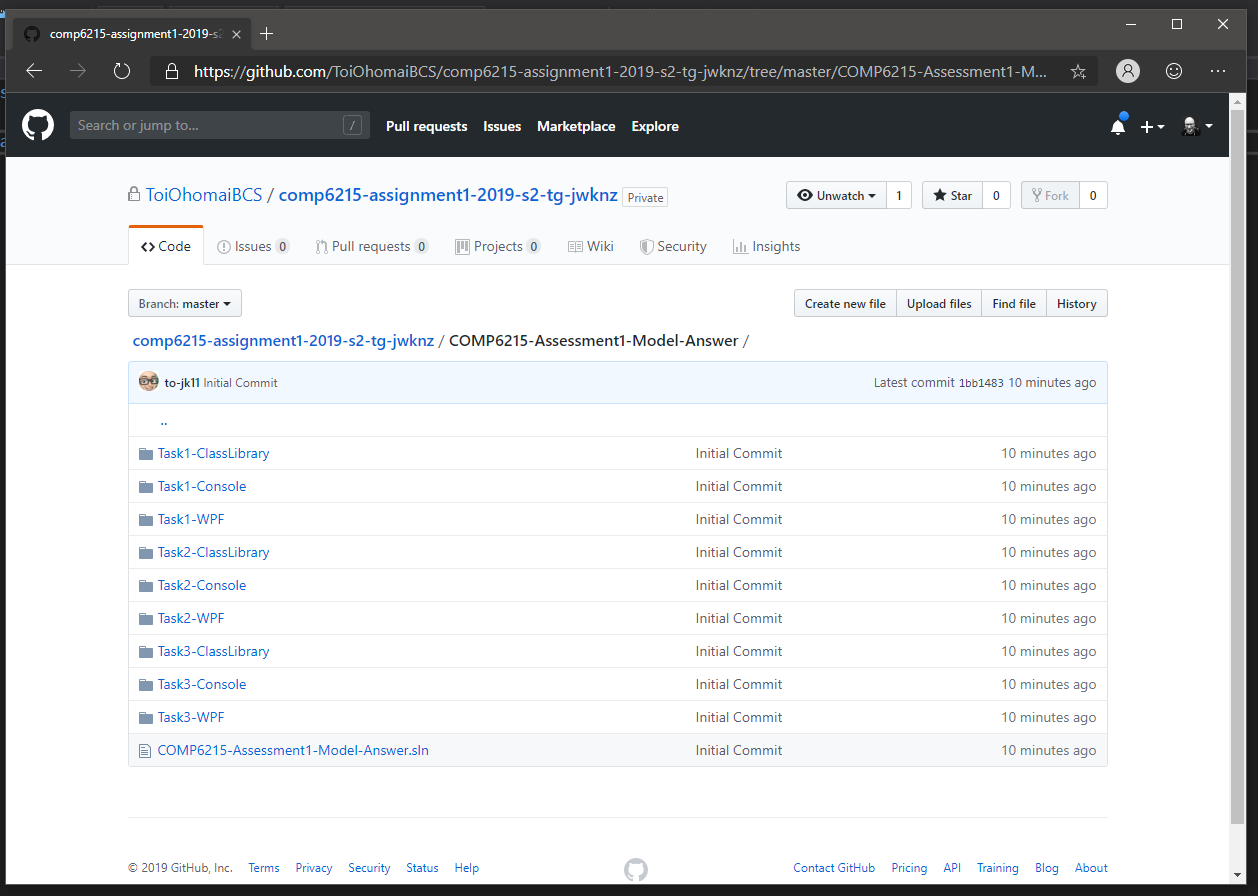 comp6215-assignment1-2019-s2
https://github.com/ToiOhomaiBCS/comp6215-assignment1-2019-s2-tg-jwknz/tree/master/COMP6215-Assessment1-M...
Search or jump to... / Pull requests Issues Marketplace Explore
ToiOhomaiBCS / comp6215-assignment1-2019-s2-tg-jwknz Private Unwatch 1 Star 0 Fork 0
Code Issues 0 Pull requests 0 Projects 0 Wiki Security Insights
Branch: master Create new file Upload files Find file History
comp6215-assignment1-2019-s2-tg-jwknz / COMP6215-Assessment1-Model-Answer /
to-jk11 Initial Commit Latest commit 1bb1483 10 minutes ago
..
Task1-ClassLibrary Initial Commit 10 minutes ago
Task1-Console Initial Commit 10 minutes ago
Task1-WPF Initial Commit 10 minutes ago
Task2-ClassLibrary Initial Commit 10 minutes ago
Task2-Console Initial Commit 10 minutes ago
Task2-WPF Initial Commit 10 minutes ago
Task3-ClassLibrary Initial Commit 10 minutes ago
Task3-Console Initial Commit 10 minutes ago
Task3-WPF Initial Commit 10 minutes ago
COMP6215-Assessment1-Model-Answer.sln Initial Commit 10 minutes ago
© 2019 GitHub, Inc. Terms Privacy Security Status Help Contact GitHub Pricing API Training Blog About